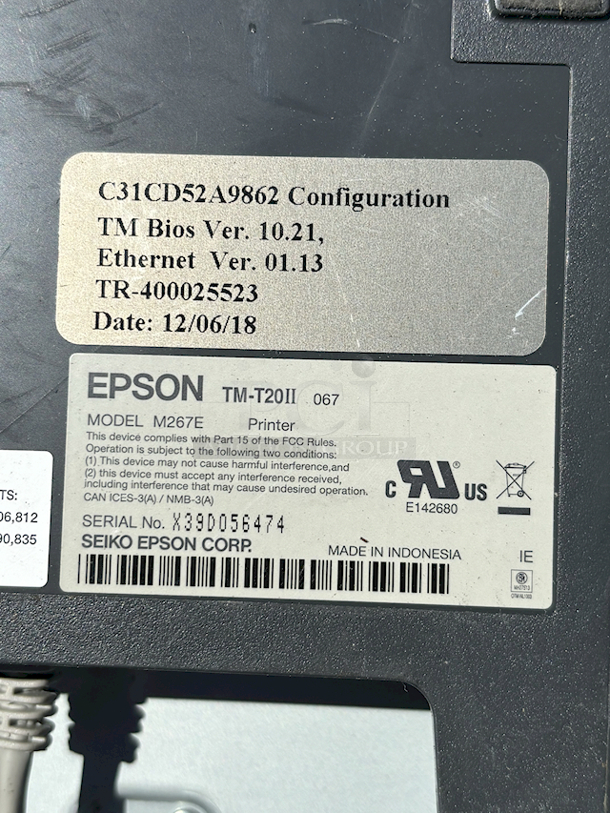 C31CD52A9862 Configuration
TM Bios Ver. 10.21,
Ethernet Ver. 01.13
TR-400025523
Date: 12/06/18
EPSON TM-T20II 067
MODEL M267E Printer
This device complies with Part 15 of the FCC Rules.
Operation is subject to the following two conditions:
(1) This device may not cause harmful interference,and
(2) this device must accept any interference received,
including interference that may cause undesired operation.
CAN ICES-3(A) / NMB-3(A)
SERIAL No. X39D056474
SEIKO EPSON CORP.
MADE IN INDONESIA
C RU ® US
E142680
IE
TS:
06,812
90,835
GROUP